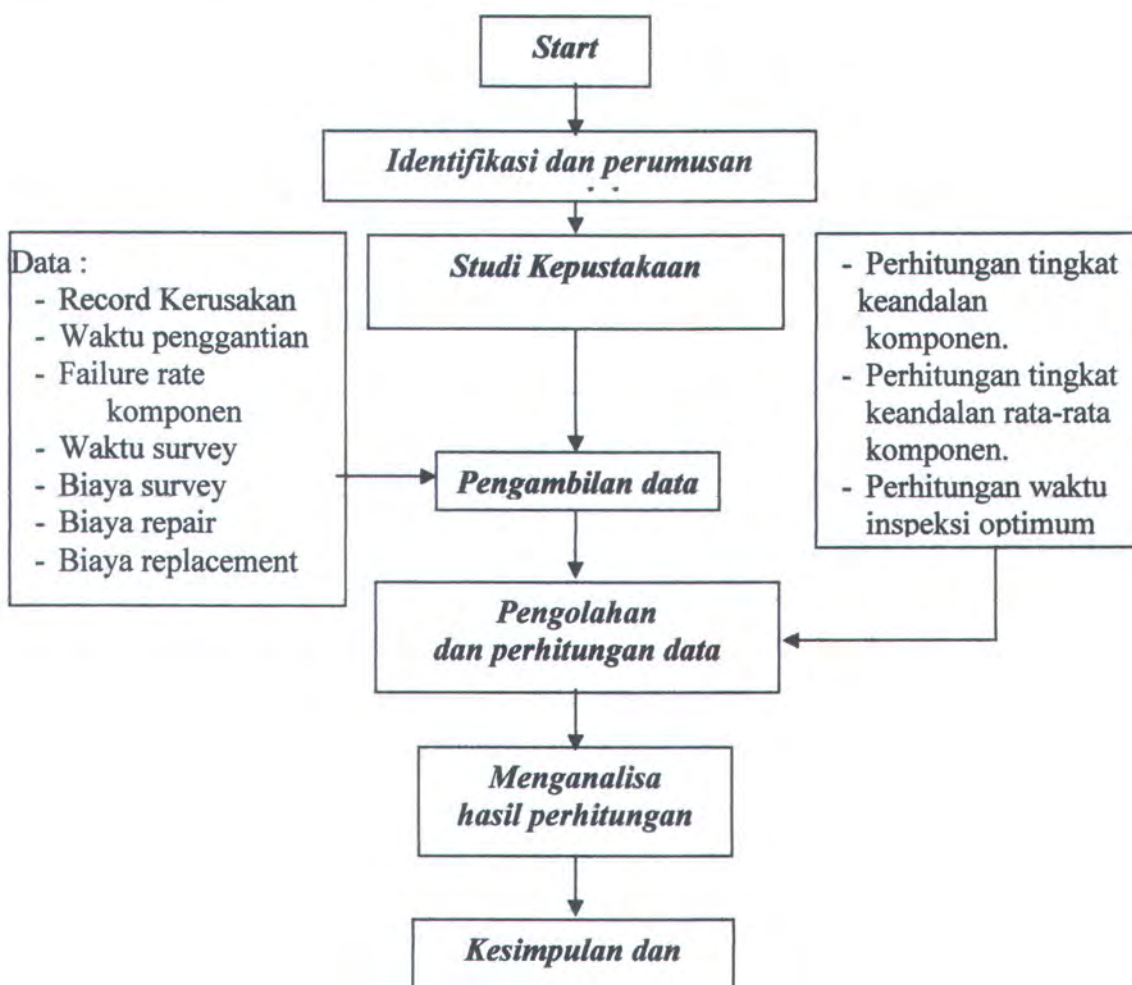 Start
Identifikasi dan perumusan
Studi Kepustakaan
Data :
- Record Kerusakan
- Waktu penggantian
- Failure rate
komponen
- Waktu survey
- Biaya survey
- Biaya repair
- Biaya replacement
- Perhitungan tingkat
keandalan
komponen.
- Perhitungan tingkat
keandalan rata-rata
komponen.
- Perhitungan waktu
inspeksi optimum
Pengambilan data
Pengolahan
dan perhitungan data
Menganalisa
hasil perhitungan
Kesimpulan dan